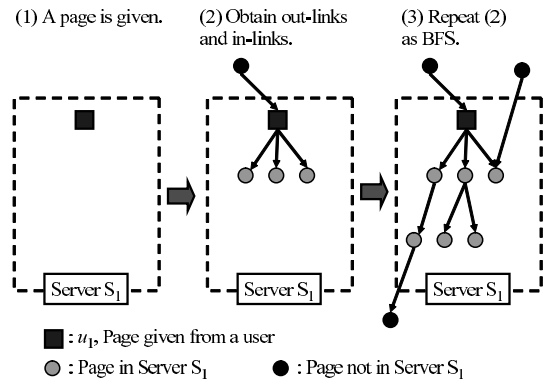 (1) A page is given.
(2) Obtain out-links
and in-links.
(3) Repeat (2)
as BFS.
Server S1
Server S1
Server S1
: u1, Page given from a user
: Page in Server S1
: Page not in Server S1